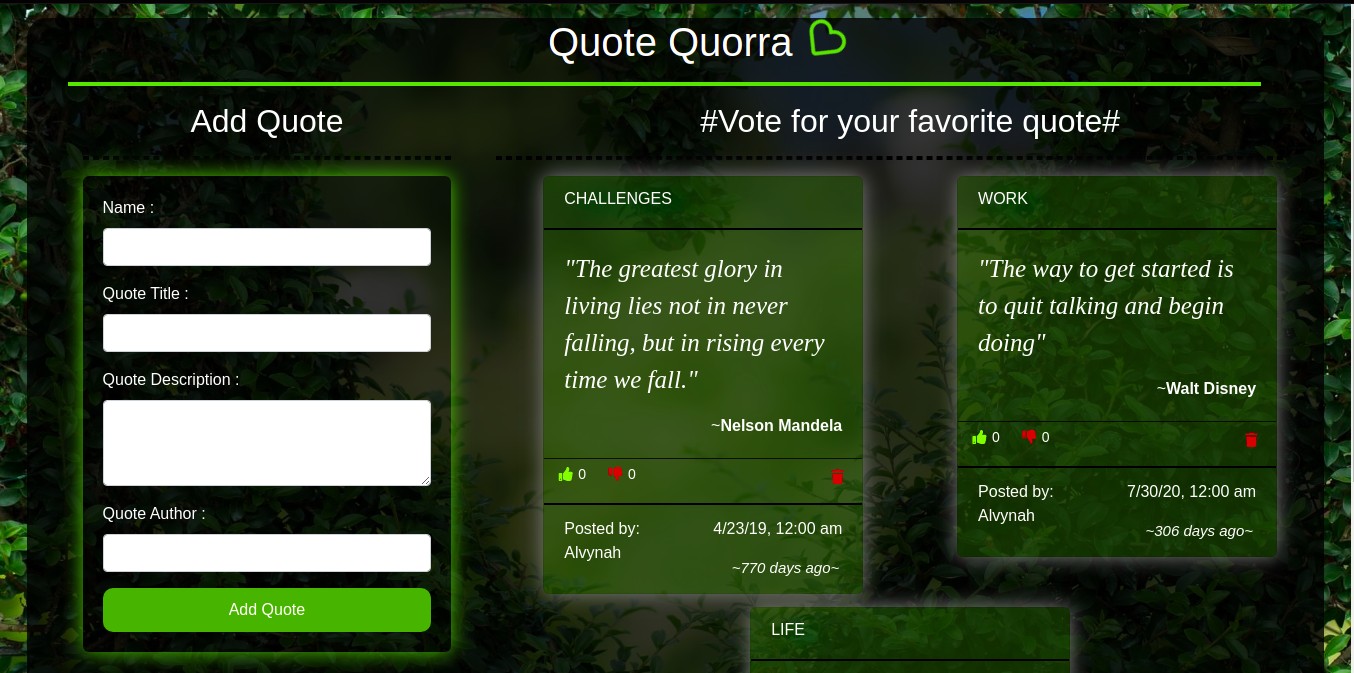 Quote Quorra
Add Quote
#Vote for your favorite quote#
Name :
Quote Title :
Quote Description :
Quote Author :
Add Quote
CHALLENGES
"The greatest glory in
living lies not in never
falling, but in rising every
time we fall."
~Nelson Mandela
0 0
Posted by: 4/23/19, 12:00 am
Alvynah
~770 days ago~
WORK
"The way to get started is
to quit talking and begin
doing"
~Walt Disney
0 0
Posted by: 7/30/20, 12:00 am
Alvynah
~306 days ago~
LIFE